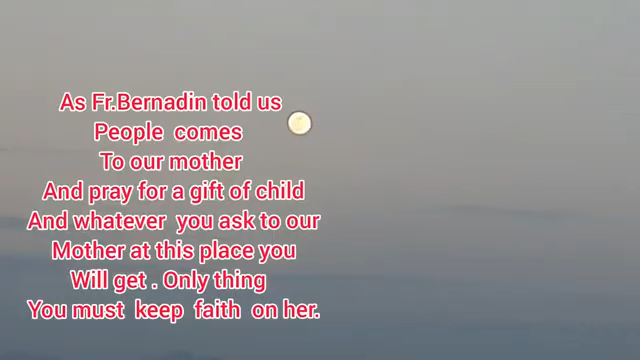 As Fr.Bernadin told us
People comes
To our mother
And pray for a gift of child
And whatever you ask to our
Mother at this place you
Will get . Only thing
You must keep faith on her.